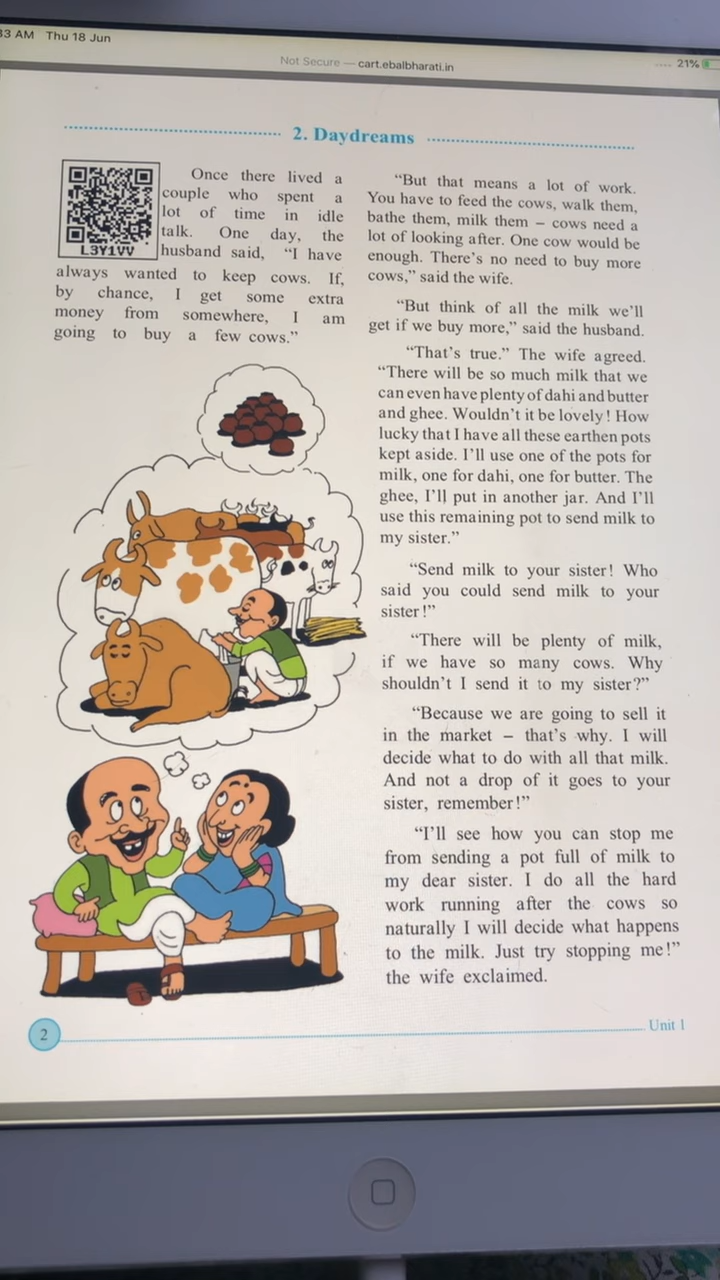 33 AM Thu 18 Jun
Not Secure — cart.ebalbharati.in
21%
2. Daydreams
L3Y1VV
Once there lived a
couple who spent a
lot of time in idle
talk. One day, the
husband said, “I have
always wanted to keep cows. If,
by chance, I get some extra
money from somewhere, I am
going to buy a few cows.”
“But that means a lot of work.
You have to feed the cows, walk them,
bathe them, milk them – cows need a
lot of looking after. One cow would be
enough. There’s no need to buy more
cows,” said the wife.
“But think of all the milk we’ll
get if we buy more,” said the husband.
“That’s true.” The wife agreed.
“There will be so much milk that we
can even have plenty of dahi and butter
and ghee. Wouldn’t it be lovely! How
lucky that I have all these earthen pots
kept aside. I’ll use one of the pots for
milk, one for dahi, one for butter. The
ghee, I’ll put in another jar. And I’ll
use this remaining pot to send milk to
my sister.”
“Send milk to your sister! Who
said you could send milk to your
sister!”
“There will be plenty of milk,
if we have so many cows. Why
shouldn’t I send it to my sister?”
“Because we are going to sell it
in the market – that’s why. I will
decide what to do with all that milk.
And not a drop of it goes to your
sister, remember!”
“I’ll see how you can stop me
from sending a pot full of milk to
my dear sister. I do all the hard
work running after the cows so
naturally I will decide what happens
to the milk. Just try stopping me!”
the wife exclaimed.
2
Unit 1